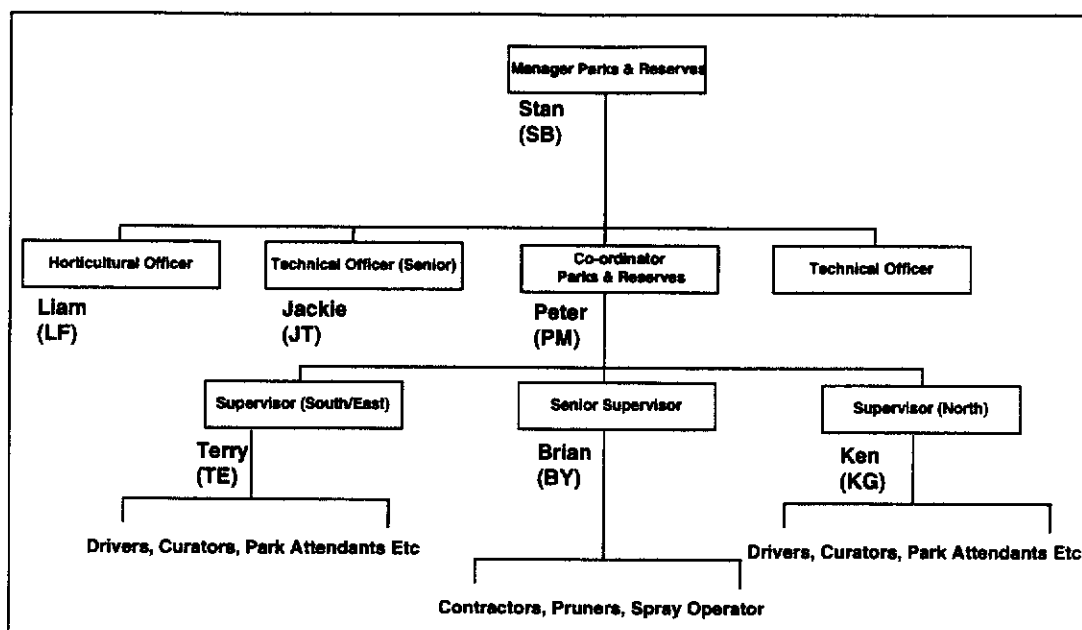 Manager Parks & Reserves
Stan
(SB)
Horticultural Officer
Technical Officer (Senior)
Co-ordinator
Parks & Reserves
Technical Officer
Liam
(LF)
Jackie
(JT)
Peter
(PM)
Supervisor (South/East)
Senior Supervisor
Supervisor (North)
Terry
(TE)
Brian
(BY)
Ken
(KG)
Drivers, Curators, Park Attendants Etc
Drivers, Curators, Park Attendants Etc
Contractors, Pruners, Spray Operator